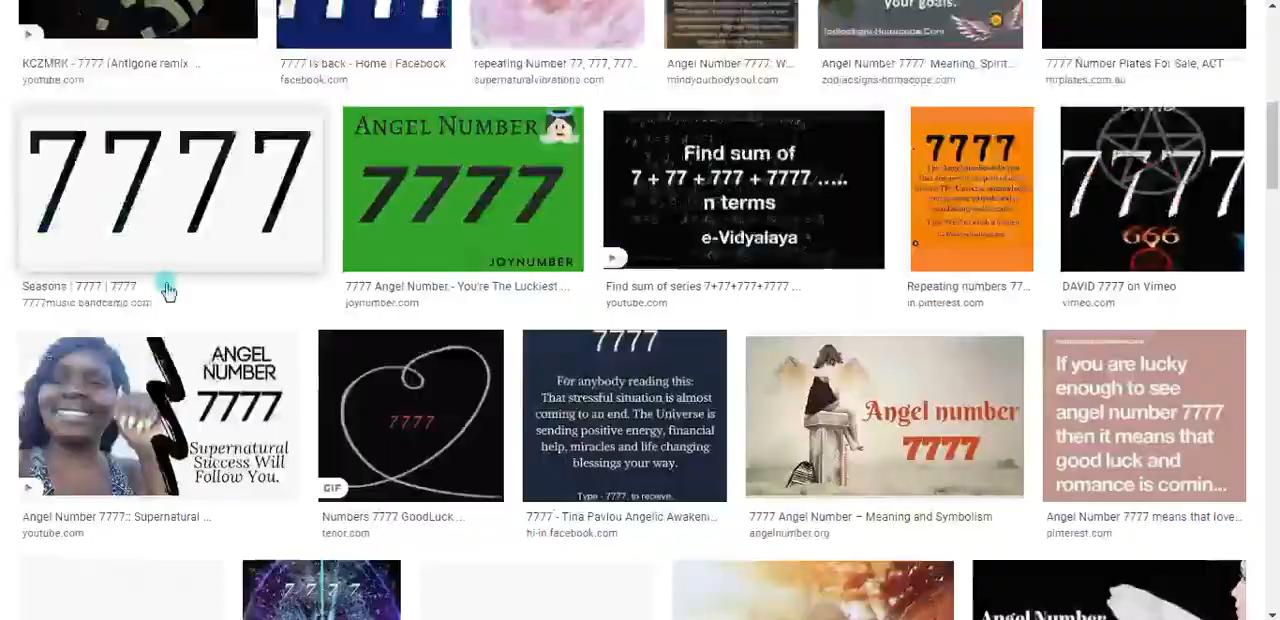 your goals.
KCZMRK - 7777 (Antigone remix ...
youtube.com
7777 is back - Home | Facebook
facebook.com
repeating Number 77, 777, 777...
supernaturalvibrations.com
Angel Number 7777: W...
mindyourbodysoul.com
Angel Number 7777: Meaning, Spirit...
zodiacsigns-horoscope.com
7777 Number Plates For Sale, ACT
mrplates.com.au
7777
Seasons | 7777 | 7777
7777music.bandcamp.com
ANGEL NUMBER
7777
JOYNUMBER
7777 Angel Number - You're The Luckiest ...
joynumber.com
Find sum of
7 + 77 + 777 + 7777 .....
n terms
e-Vidyalaya
Find sum of series 7+77+777+7777 ...
youtube.com
7777
Repeating numbers 77...
in.pinterest.com
DAVID
7777
666
DAVID 7777 on Vimeo
vimeo.com
ANGEL
NUMBER
7777
Supernatural
Success Will
Follow You.
Angel Number 7777:: Supernatural ...
youtube.com
7777
GIF
Numbers 7777 GoodLuck ...
tenor.com
7777
For anybody reading this:
That stressful situation is almost
coming to an end. The Universe is
sending positive energy, financial
help, miracles and life changing
blessings your way.
Type - 7777, to receive.
7777 - Tina Pavlou Angelic Awakeni...
hi-in.facebook.com
Angel number
7777
7777 Angel Number – Meaning and Symbolism
angelnumber.org
If you are lucky
enough to see
angel number 7777
then it means that
good luck and
romance is comin...
Angel Number 7777 means that love...
pinterest.com
7777
Angel Number